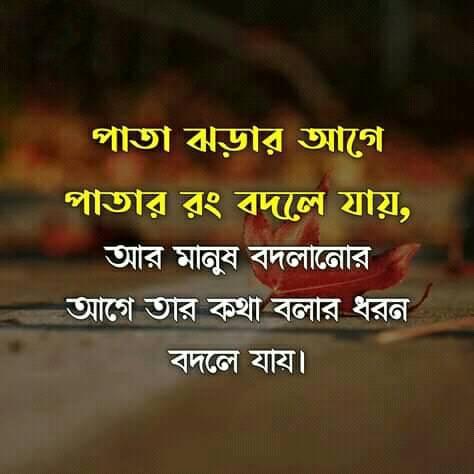 পাতা ঝড়ার আগে
পাতার রং বদলে যায়,
আর মানুষ বদলানোর
আগে তার কথা বলার ধরন
বদলে যায়।